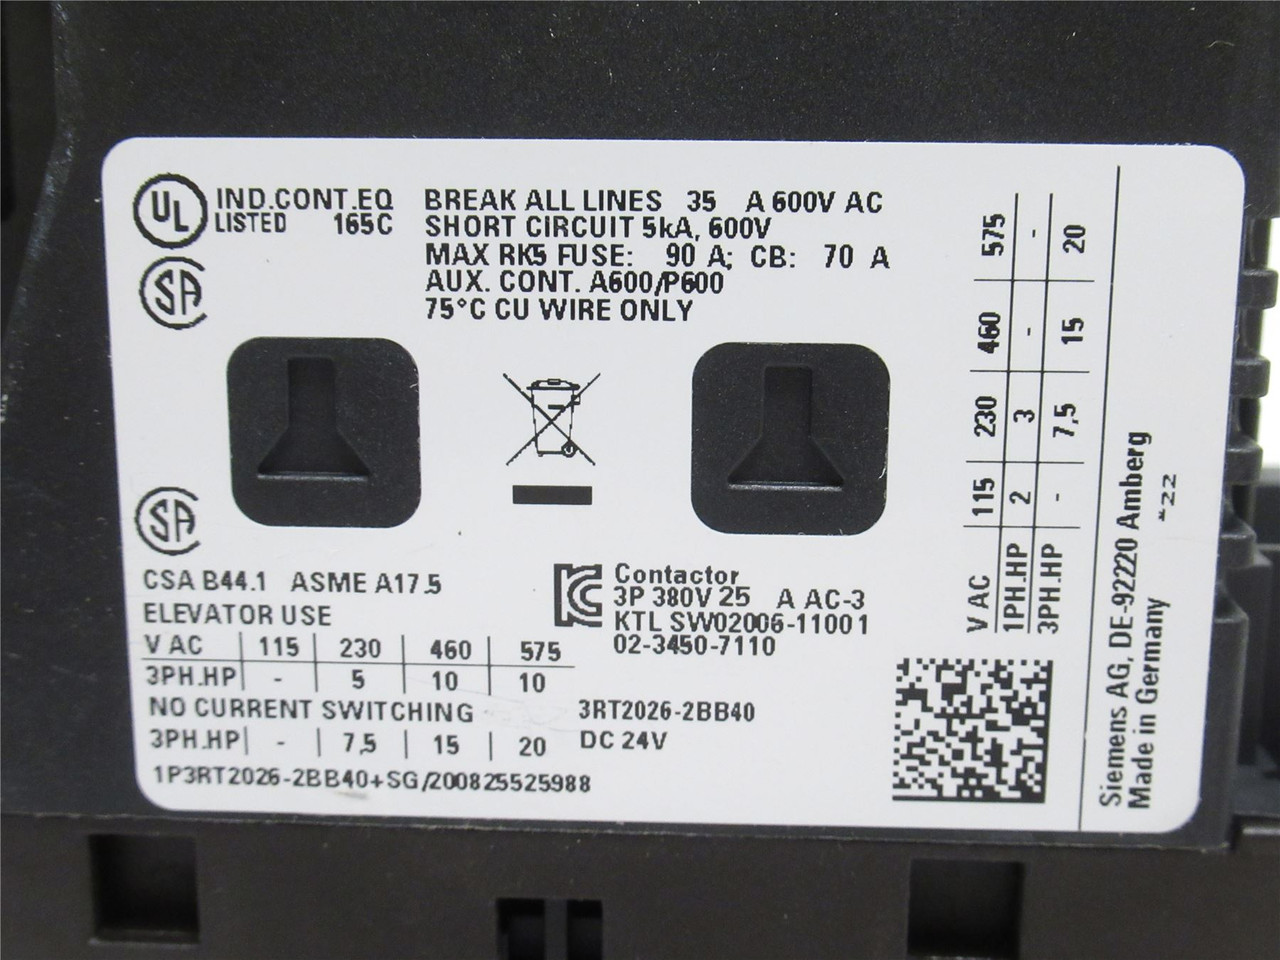 UL IND.CONT.EQ
LISTED 165C
BREAK ALL LINES 35 A 600V AC
SHORT CIRCUIT 5kA, 600V
MAX RK5 FUSE: 90 A; CB: 70 A
AUX. CONT. A600/P600
75°C CU WIRE ONLY
SA
SA
CSA B44.1 ASME A17.5
ELEVATOR USE
V AC 115 230 460 575
3PH.HP - 5 10 10
NO CURRENT SWITCHING
3PH.HP - 7,5 15 20
1P3RT2026-2BB40+SG/200825525988
KC
Contactor
3P 380V 25 A AC-3
KTL SW02006-11001
02-3450-7110
3RT2026-2BB40
DC 24V
V AC 115 230 460 575
1PH.HP 2 3 - -
3PH.HP - 7,5 15 20
Siemens AG, DE-92220 Amberg
Made in Germany
22